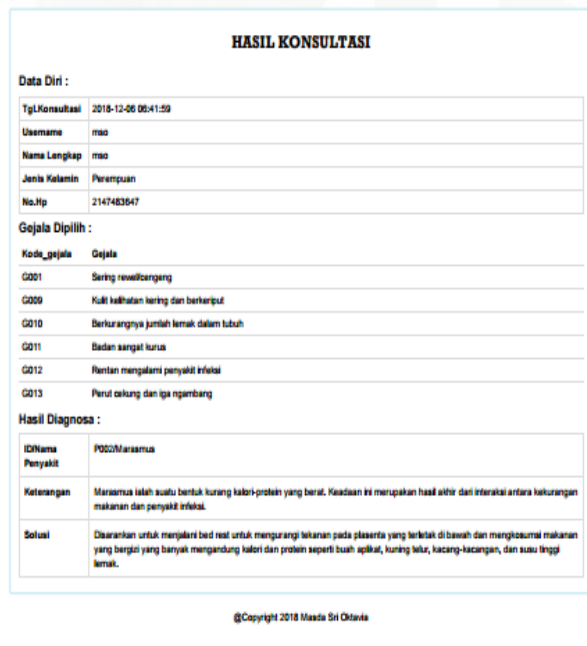 HASIL KONSULTASI
Data Diri :
Tgl.Konsultasi 2018-12-06 06:41:59
Username mso
Nama Lengkap mso
Jenis Kelamin Perempuan
No.Hp 2147483647
Gejala Dipilih :
Kode_gejala Gejala
G001 Sering rewel/cengeng
G009 Kulit kelihatan kering dan berkeriput
G010 Berkurangnya jumlah lemak dalam tubuh
G011 Badan sangat kurus
G012 Rentan mengalami penyakit infeksi
G013 Perut cekung dan iga ngambang
Hasil Diagnosa :
ID/Nama P002/Marasmus
Penyakit
Keterangan Marasmus ialah suatu bentuk kurang kalori-protein yang berat. Keadaan ini merupakan hasil akhir dari interaksi antara kekurangan
makanan dan penyakit infeksi.
Solusi Disarankan untuk menjalani bed rest untuk mengurangi tekanan pada plasenta yang terletak di bawah dan mengkosumsi makanan
yang bergizi yang banyak mengandung kalori dan protein seperti buah aplikat, kuning telur, kacang-kacangan, dan susu tinggi
lemak.
@Copyright 2018 Masda Sri Oktavia